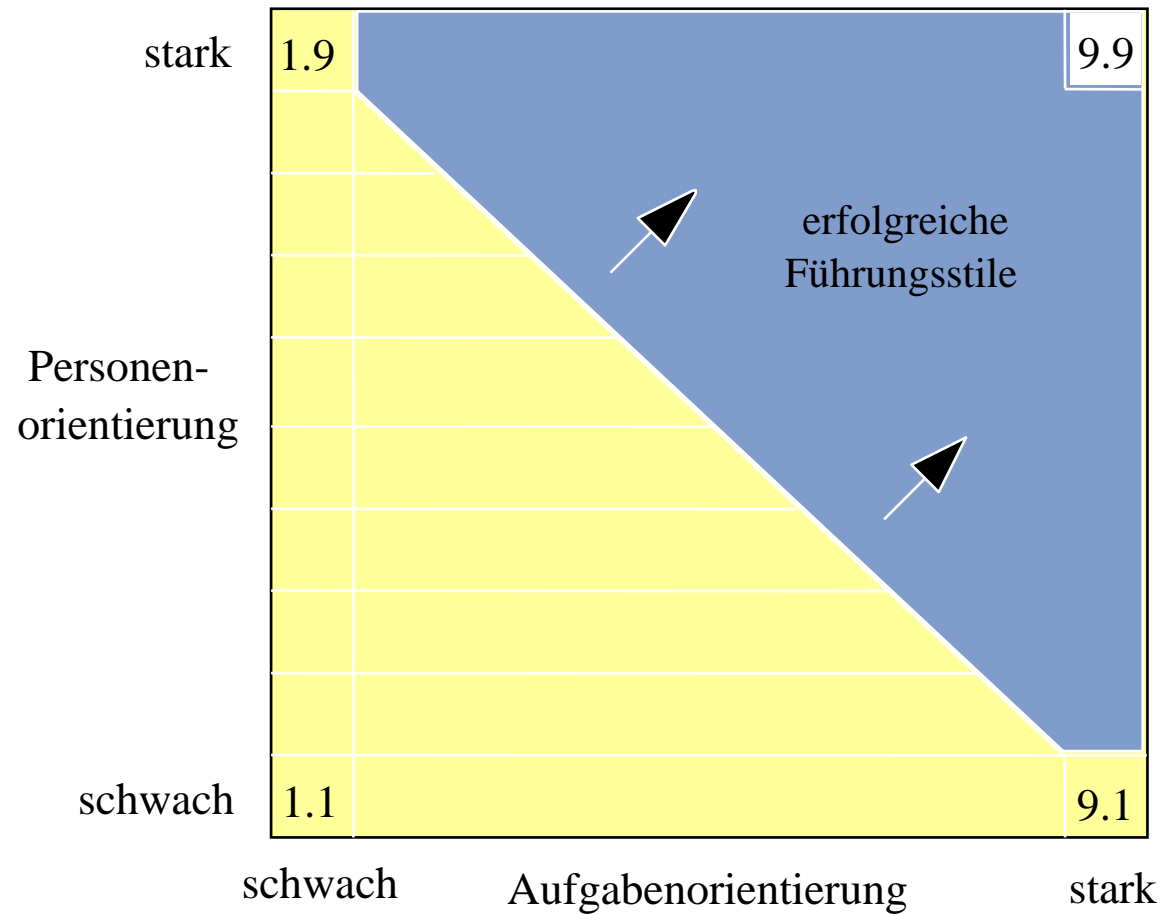 stark
1.9
9.9
erfolgreiche
Führungsstile
Personen-
orientierung
schwach
1.1
9.1
schwach
Aufgabenorientierung
stark